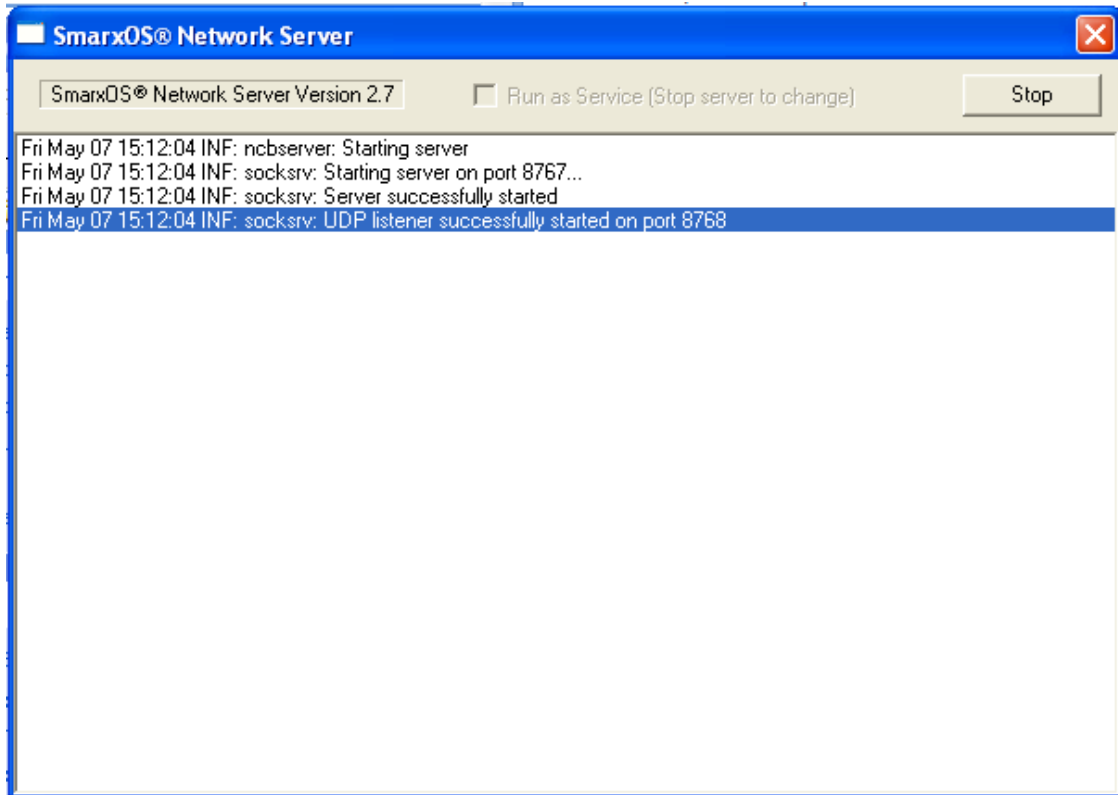 SmarxOS® Network Server
SmarxOS® Network Server Version 2.7
Run as Service (Stop server to change)
Stop
Fri May 07 15:12:04 INF: ncbserver: Starting server
Fri May 07 15:12:04 INF: socksrv: Starting server on port 8767...
Fri May 07 15:12:04 INF: socksrv: Server successfully started
Fri May 07 15:12:04 INF: socksrv: UDP listener successfully started on port 8768